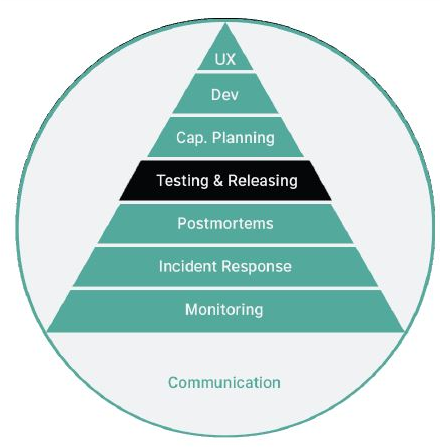 UX
Dev
Cap. Planning
Testing & Releasing
Postmortems
Incident Response
Monitoring
Communication